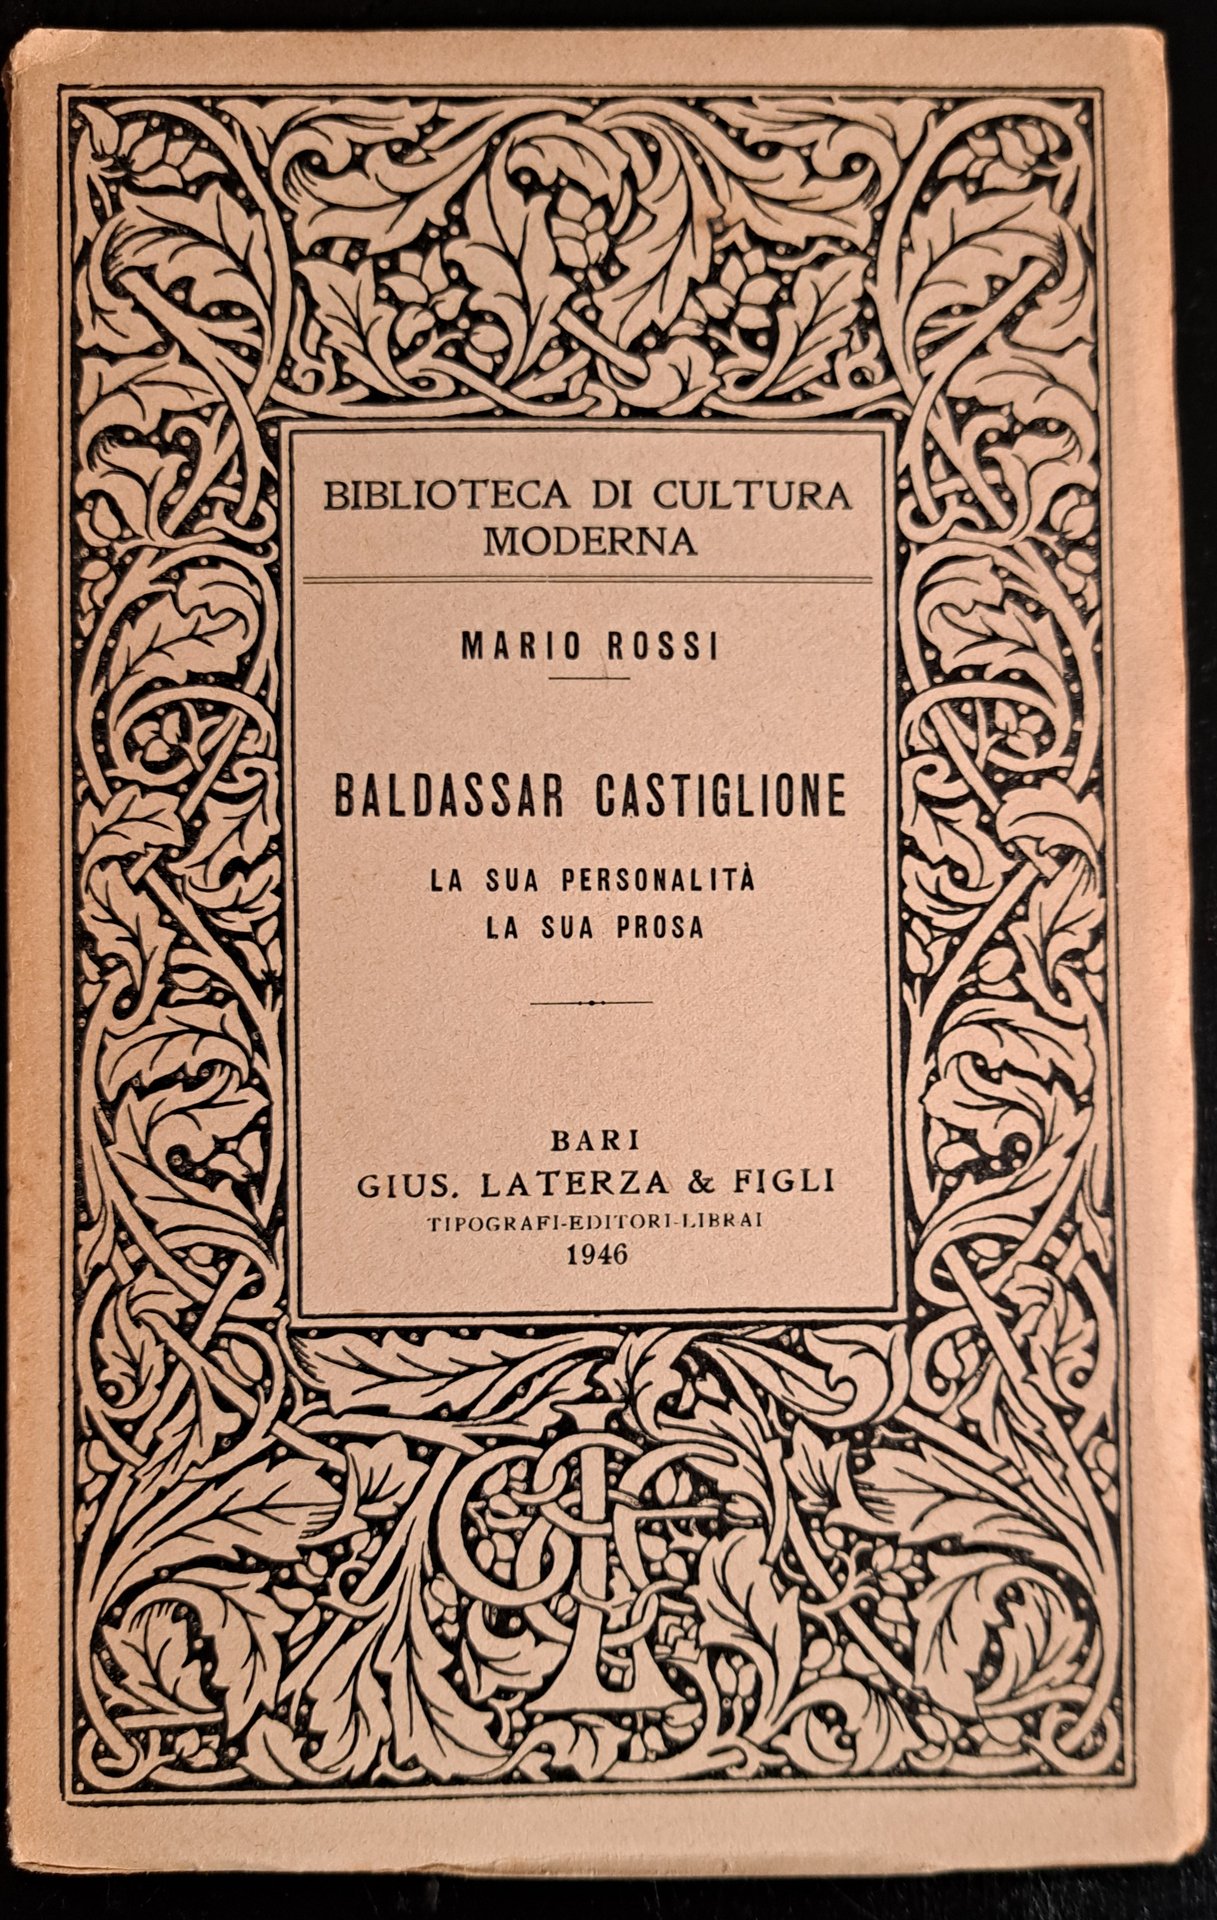 BIBLIOTECA DI CULTURA
MODERNA
MARIO ROSSI
BALDASSAR CASTIGLIONE
LA SUA PERSONALITÀ
LA SUA PROSA
BARI
GIUS. LATERZA & FIGLI
TIPOGRAFI-EDITORI-LIBRAI
1946